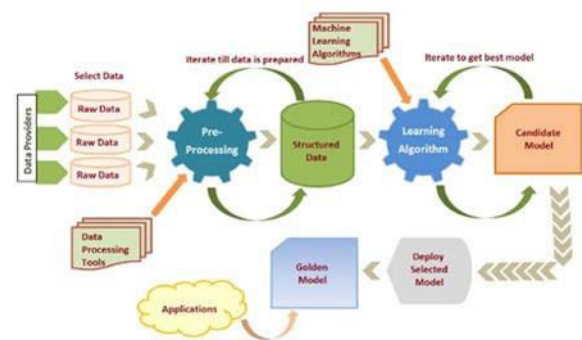 Machine
Learning
Algorithms
Select Data
Iterate till data is prepared
Iterate to get best model
Data Providers
Raw Data
Raw Data
Raw Data
Pre-
Processing
Structured
Data
Learning
Algorithm
Candidate
Model
Data
Processing
Tools
Golden
Model
Deploy
Selected
Model
Applications